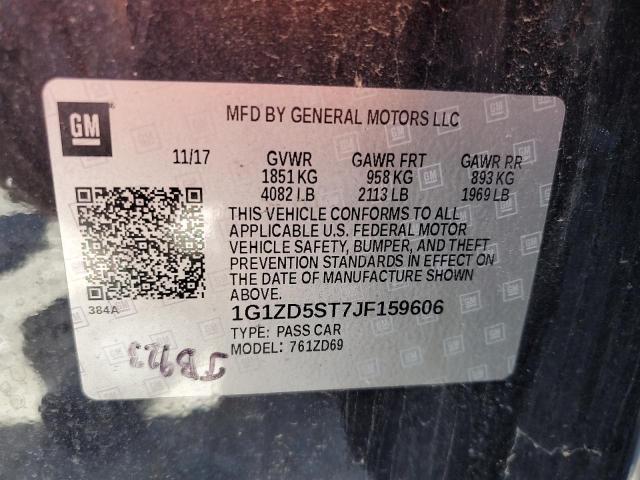 GM
MFD BY GENERAL MOTORS LLC
11/17 GVWR GAWR FRT GAWR RR
1851 KG 958 KG 893 KG
4082 LB 2113 LB 1969 LB
THIS VEHICLE CONFORMS TO ALL
APPLICABLE U.S. FEDERAL MOTOR
VEHICLE SAFETY, BUMPER, AND THEFT
PREVENTION STANDARDS IN EFFECT ON
THE DATE OF MANUFACTURE SHOWN
ABOVE.
384A
1G1ZD5ST7JF159606
TYPE: PASS CAR
MODEL: 761ZD69